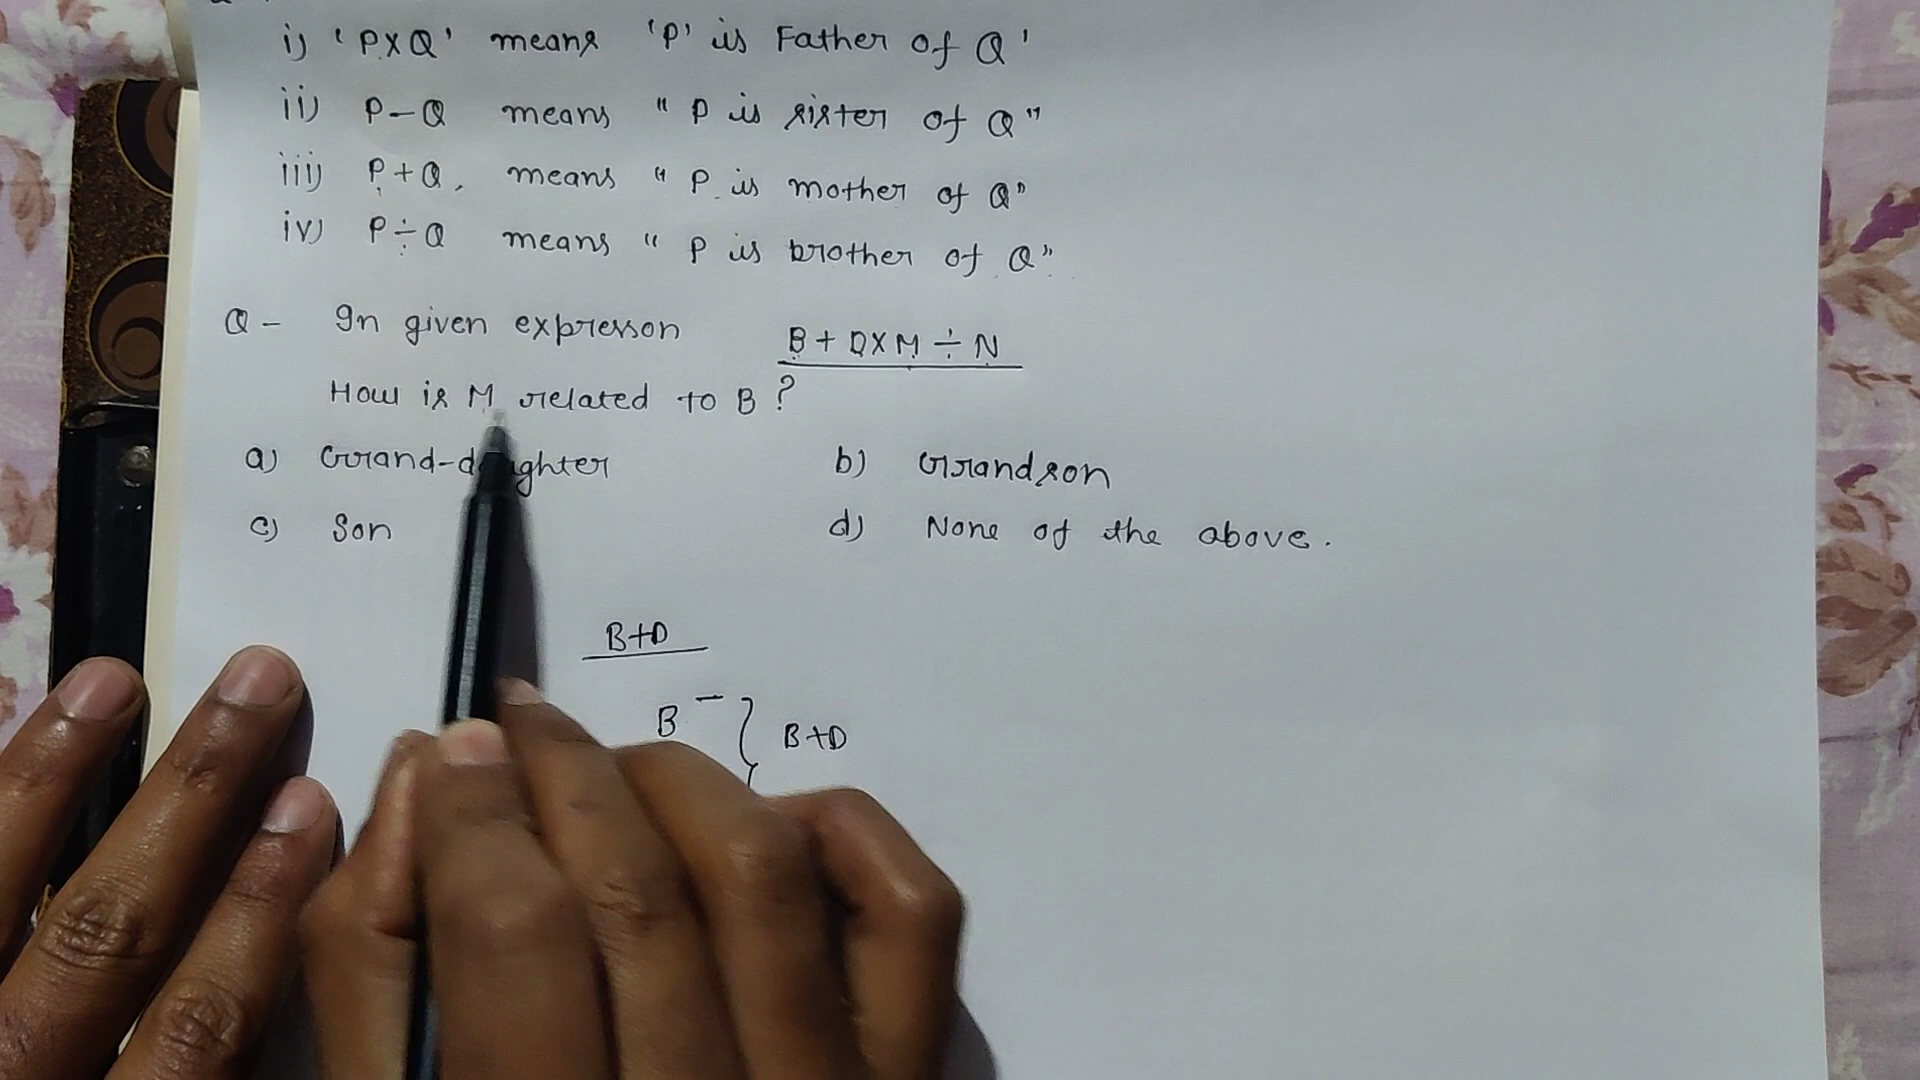 i) 'P×Q' means 'P' is Father of Q'
ii) P-Q means "P is sister of Q"
iii) P+Q, means "P is mother of Q"
iv) P÷Q means "P is brother of Q"
Q- In given expresson B+D×M÷N
How is M related to B?
a) Grand-daughter b) Grandson
c) Son d) None of the above.
B+D
B - } B+D